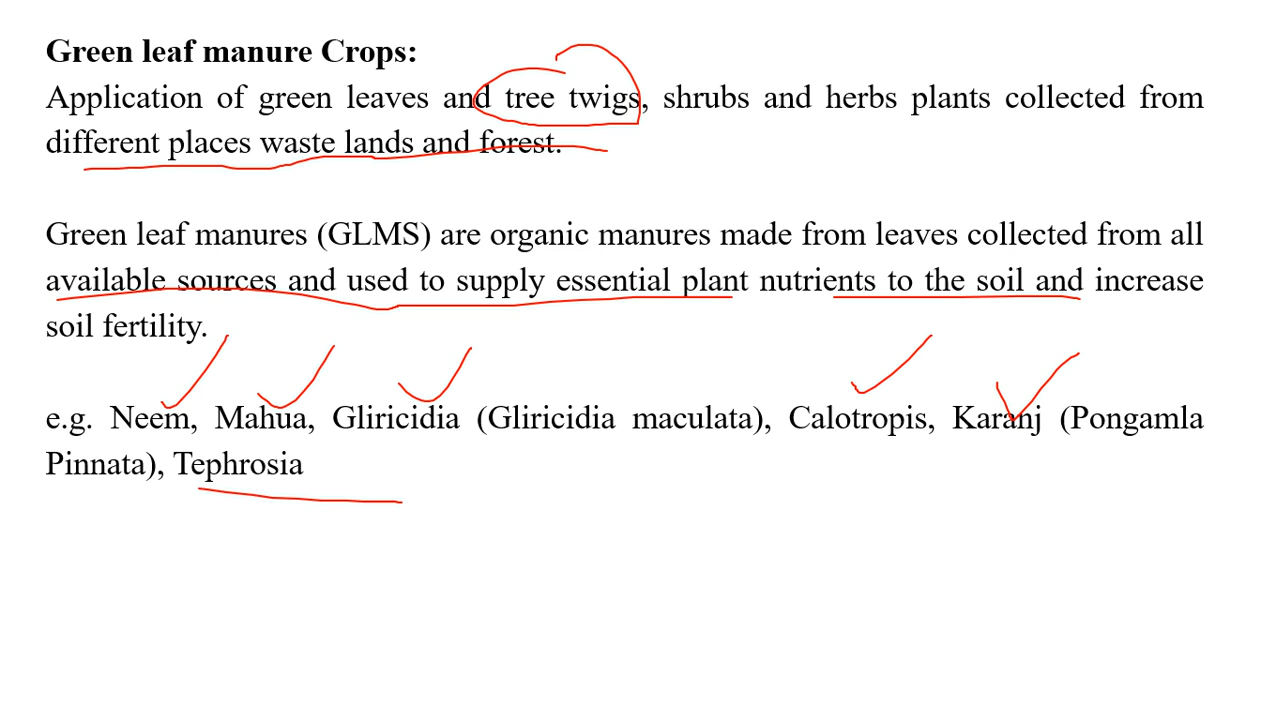 Green leaf manure Crops:
Application of green leaves and tree twigs, shrubs and herbs plants collected from
different places waste lands and forest.
Green leaf manures (GLMS) are organic manures made from leaves collected from all
available sources and used to supply essential plant nutrients to the soil and increase
soil fertility.
e.g. Neem, Mahua, Gliricidia (Gliricidia maculata), Calotropis, Karanj (Pongamla
Pinnata), Tephrosia